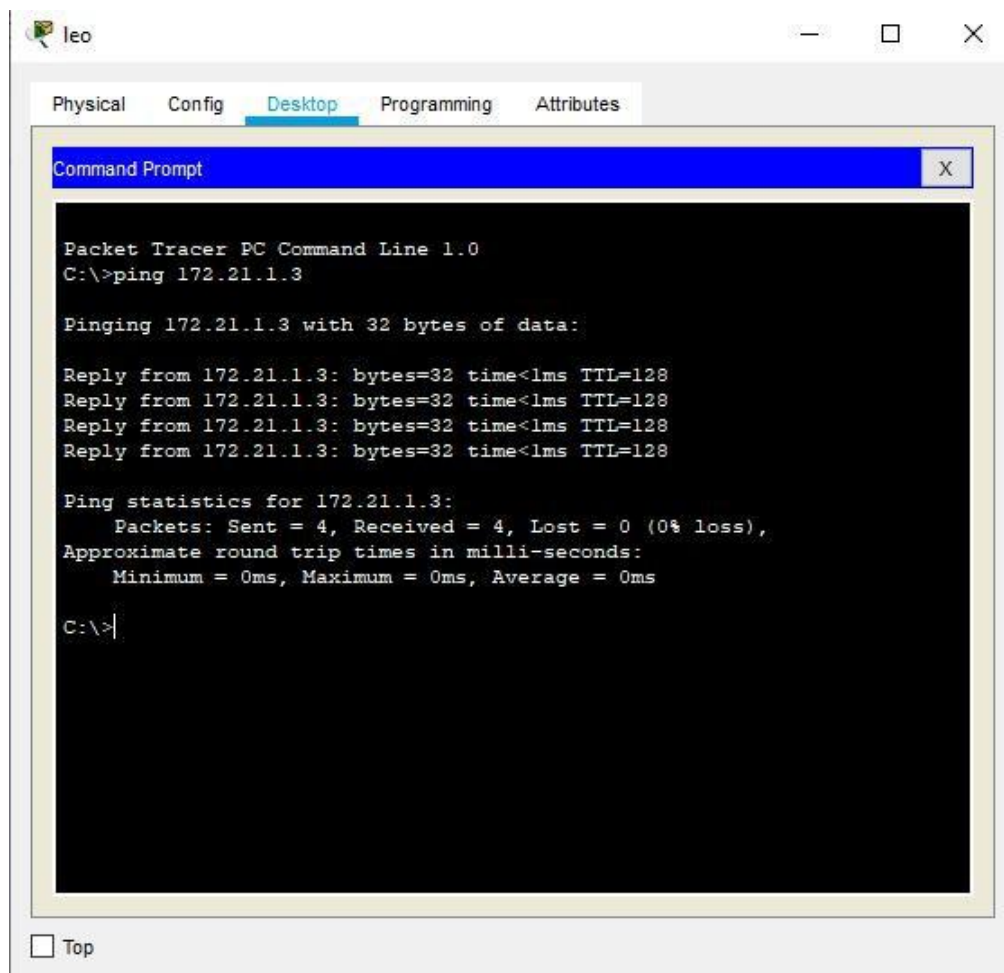 leo
Physical Config Desktop Programming Attributes
Command Prompt X
Packet Tracer PC Command Line 1.0
C:\>ping 172.21.1.3
Pinging 172.21.1.3 with 32 bytes of data:
Reply from 172.21.1.3: bytes=32 time<1ms TTL=128
Reply from 172.21.1.3: bytes=32 time<1ms TTL=128
Reply from 172.21.1.3: bytes=32 time<1ms TTL=128
Reply from 172.21.1.3: bytes=32 time<1ms TTL=128
Ping statistics for 172.21.1.3:
Packets: Sent = 4, Received = 4, Lost = 0 (0% loss),
Approximate round trip times in milli-seconds:
Minimum = 0ms, Maximum = 0ms, Average = 0ms
C:\>
Top